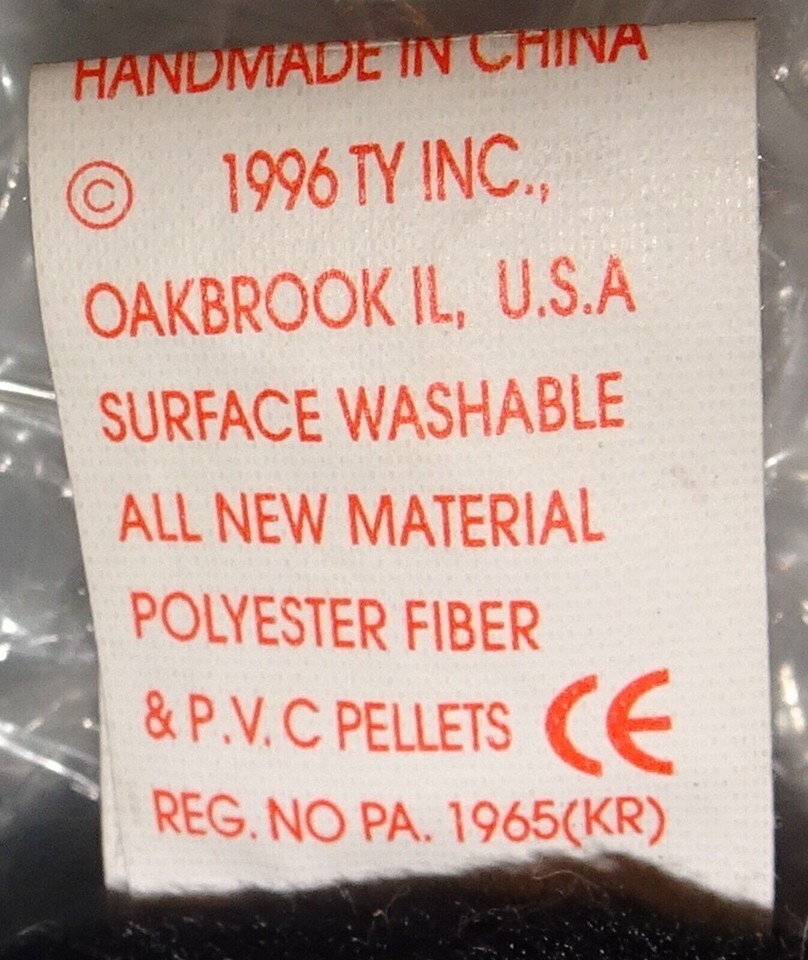 HANDMADE IN CHINA
© 1996 TY INC.,
OAKBROOK IL, U.S.A
SURFACE WASHABLE
ALL NEW MATERIAL
POLYESTER FIBER
& P.V. C PELLETS CE
REG. NO PA. 1965(KR)